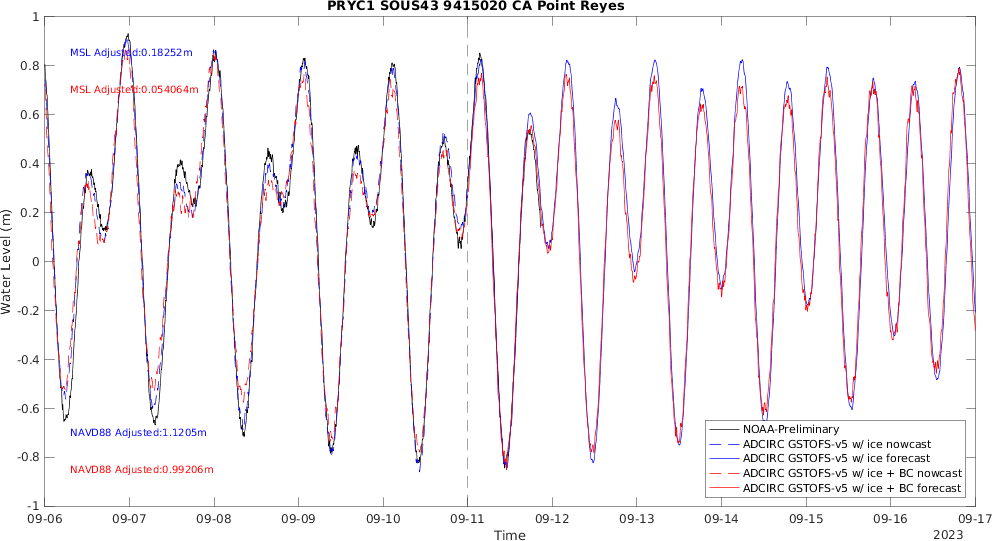 PRYC1 SOUS43 9415020 CA Point Reyes
Water Level (m)
1
0.8
0.6
0.4
0.2
0
-0.2
-0.4
-0.6
-0.8
-1
MSL Adjusted:0.18252m
MSL Adjusted:0.054064m
NAVD88 Adjusted:1.1205m
NAVD88 Adjusted:0.99206m
NOAA-Preliminary
ADCIRC GSTOFS-v5 w/ ice nowcast
ADCIRC GSTOFS-v5 w/ ice forecast
ADCIRC GSTOFS-v5 w/ ice + BC nowcast
ADCIRC GSTOFS-v5 w/ ice + BC forecast
09-06 09-07 09-08 09-09 09-10 09-11 09-12 09-13 09-14 09-15 09-16 09-17
Time
2023